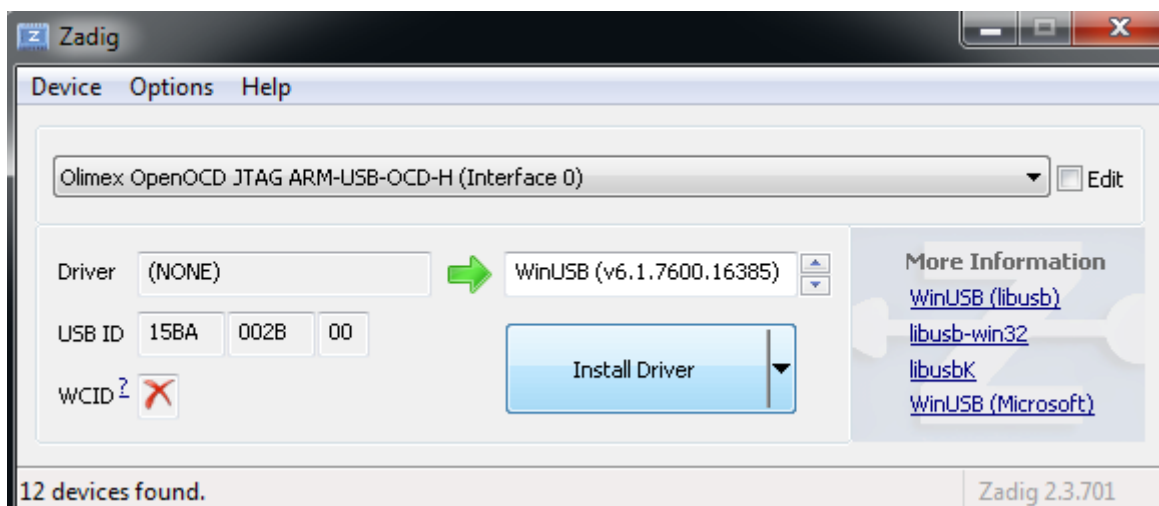 Zadig
Device Options Help
Olimex OpenOCD JTAG ARM-USB-OCD-H (Interface 0)
Edit
Driver (NONE) WinUSB (v6.1.7600.16385)
USB ID 15BA 002B 00
WCID ?
Install Driver
More Information
WinUSB (libusb)
libusb-win32
libusbK
WinUSB (Microsoft)
12 devices found.
Zadig 2.3.701